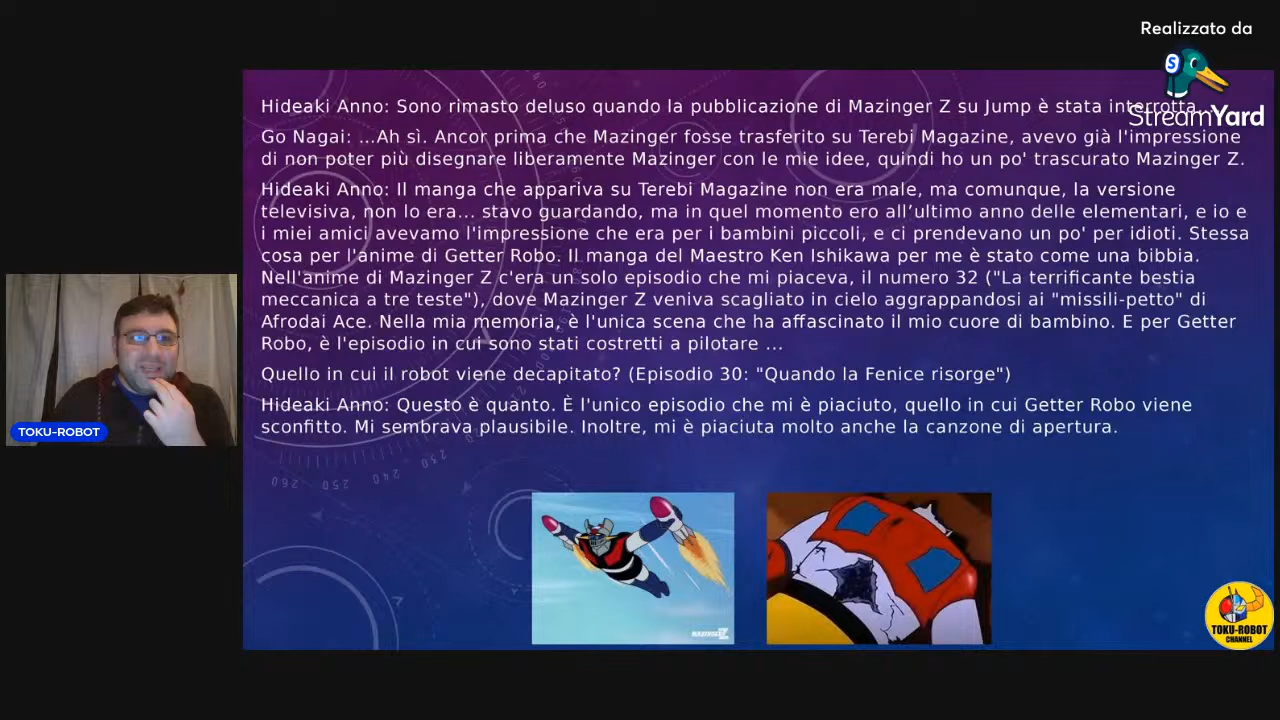 Realizzato da
StreamYard
Hideaki Anno: Sono rimasto deluso quando la pubblicazione di Mazinger Z su Jump è stata interrotta...
Go Nagai: ...Ah sì. Ancor prima che Mazinger fosse trasferito su Terebi Magazine, avevo già l'impressione
di non poter più disegnare liberamente Mazinger con le mie idee, quindi ho un po' trascurato Mazinger Z.
Hideaki Anno: Il manga che appariva su Terebi Magazine non era male, ma comunque, la versione
televisiva, non lo era... stavo guardando, ma in quel momento ero all’ultimo anno delle elementari, e io e
i miei amici avevamo l'impressione che era per i bambini piccoli, e ci prendevano un po' per idioti. Stessa
cosa per l'anime di Getter Robo. Il manga del Maestro Ken Ishikawa per me è stato come una bibbia.
Nell'anime di Mazinger Z c'era un solo episodio che mi piaceva, il numero 32 ("La terrificante bestia
meccanica a tre teste"), dove Mazinger Z veniva scagliato in cielo aggrappandosi ai "missili-petto" di
Afrodai Ace. Nella mia memoria, è l'unica scena che ha affascinato il mio cuore di bambino. E per Getter
Robo, è l'episodio in cui sono stati costretti a pilotare ...
Quello in cui il robot viene decapitato? (Episodio 30: "Quando la Fenice risorge")
Hideaki Anno: Questo è quanto. È l'unico episodio che mi è piaciuto, quello in cui Getter Robo viene
sconfitto. Mi sembrava plausibile. Inoltre, mi è piaciuta molto anche la canzone di apertura.
TOKU-ROBOT
260 250 240 230
MAZINGER Z
TOKU-ROBOT
CHANNEL